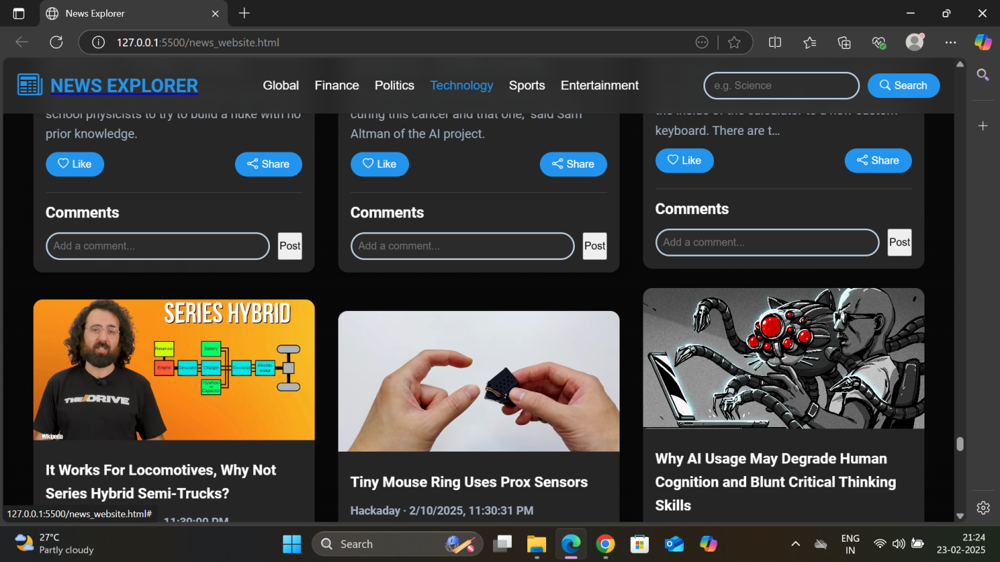 News Explorer
127.0.0.1:5500/news_website.html
NEWS EXPLORER
Global
Finance
Politics
Technology
Sports
Entertainment
e.g. Science
Search
school physicists to try to build a nuke with no
prior knowledge.
Like
Share
Comments
Add a comment...
Post
curing this cancer and that one," said Sam
Altman of the AI project.
Like
Share
Comments
Add a comment...
Post
the inside of the calculator to a new custom
keyboard. There are t…
Like
Share
Comments
Add a comment...
Post
SERIES HYBRID
Reservoir
Battery
Engine
Generator
Charger
Converter
Electric
motor
Flywheel
or
Capacitor
THE/DRIVE
Wikipedia
It Works For Locomotives, Why Not
Series Hybrid Semi-Trucks?
11:30:00 PM
Tiny Mouse Ring Uses Prox Sensors
Hackaday · 2/10/2025, 11:30:31 PM
Why AI Usage May Degrade Human
Cognition and Blunt Critical Thinking
Skills
127.0.0.1:5500/news_website.html#
27°C
Partly cloudy
Search
ENG
IN
21:24
23-02-2025